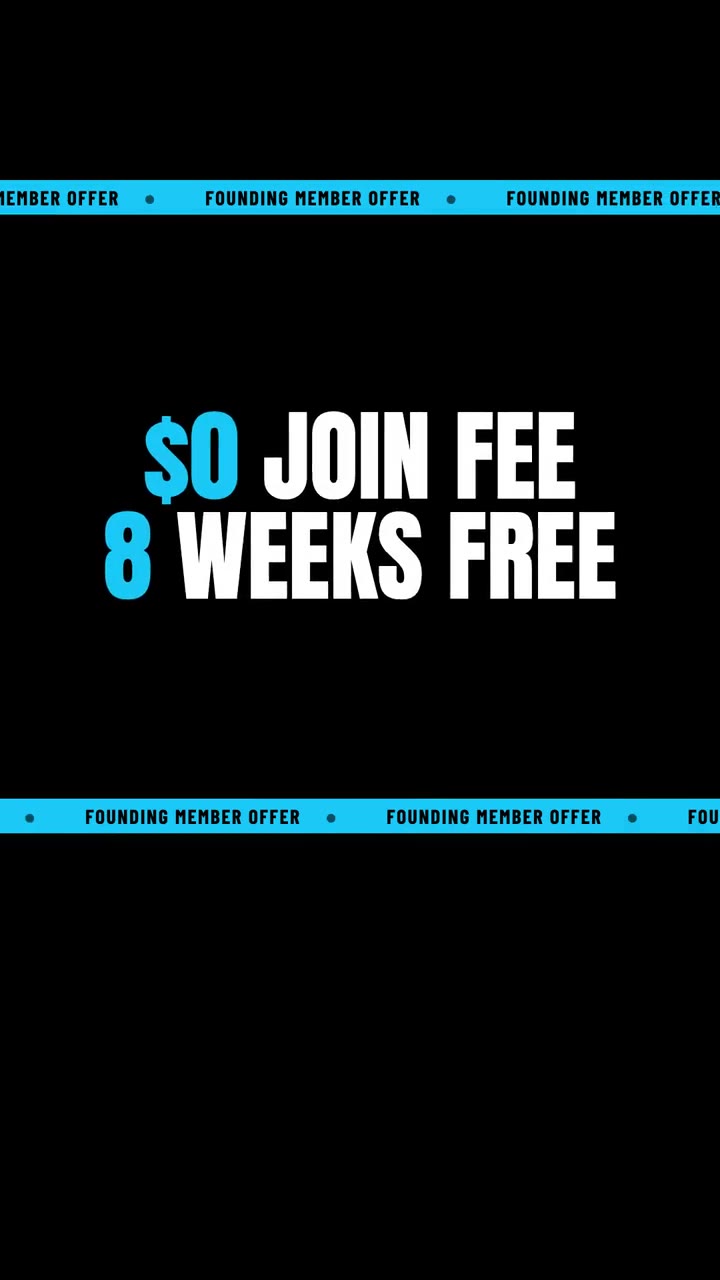 MEMBER OFFER • FOUNDING MEMBER OFFER • FOUNDING MEMBER OFFER
$0 JOIN FEE
8 WEEKS FREE
• FOUNDING MEMBER OFFER • FOUNDING MEMBER OFFER • FOU